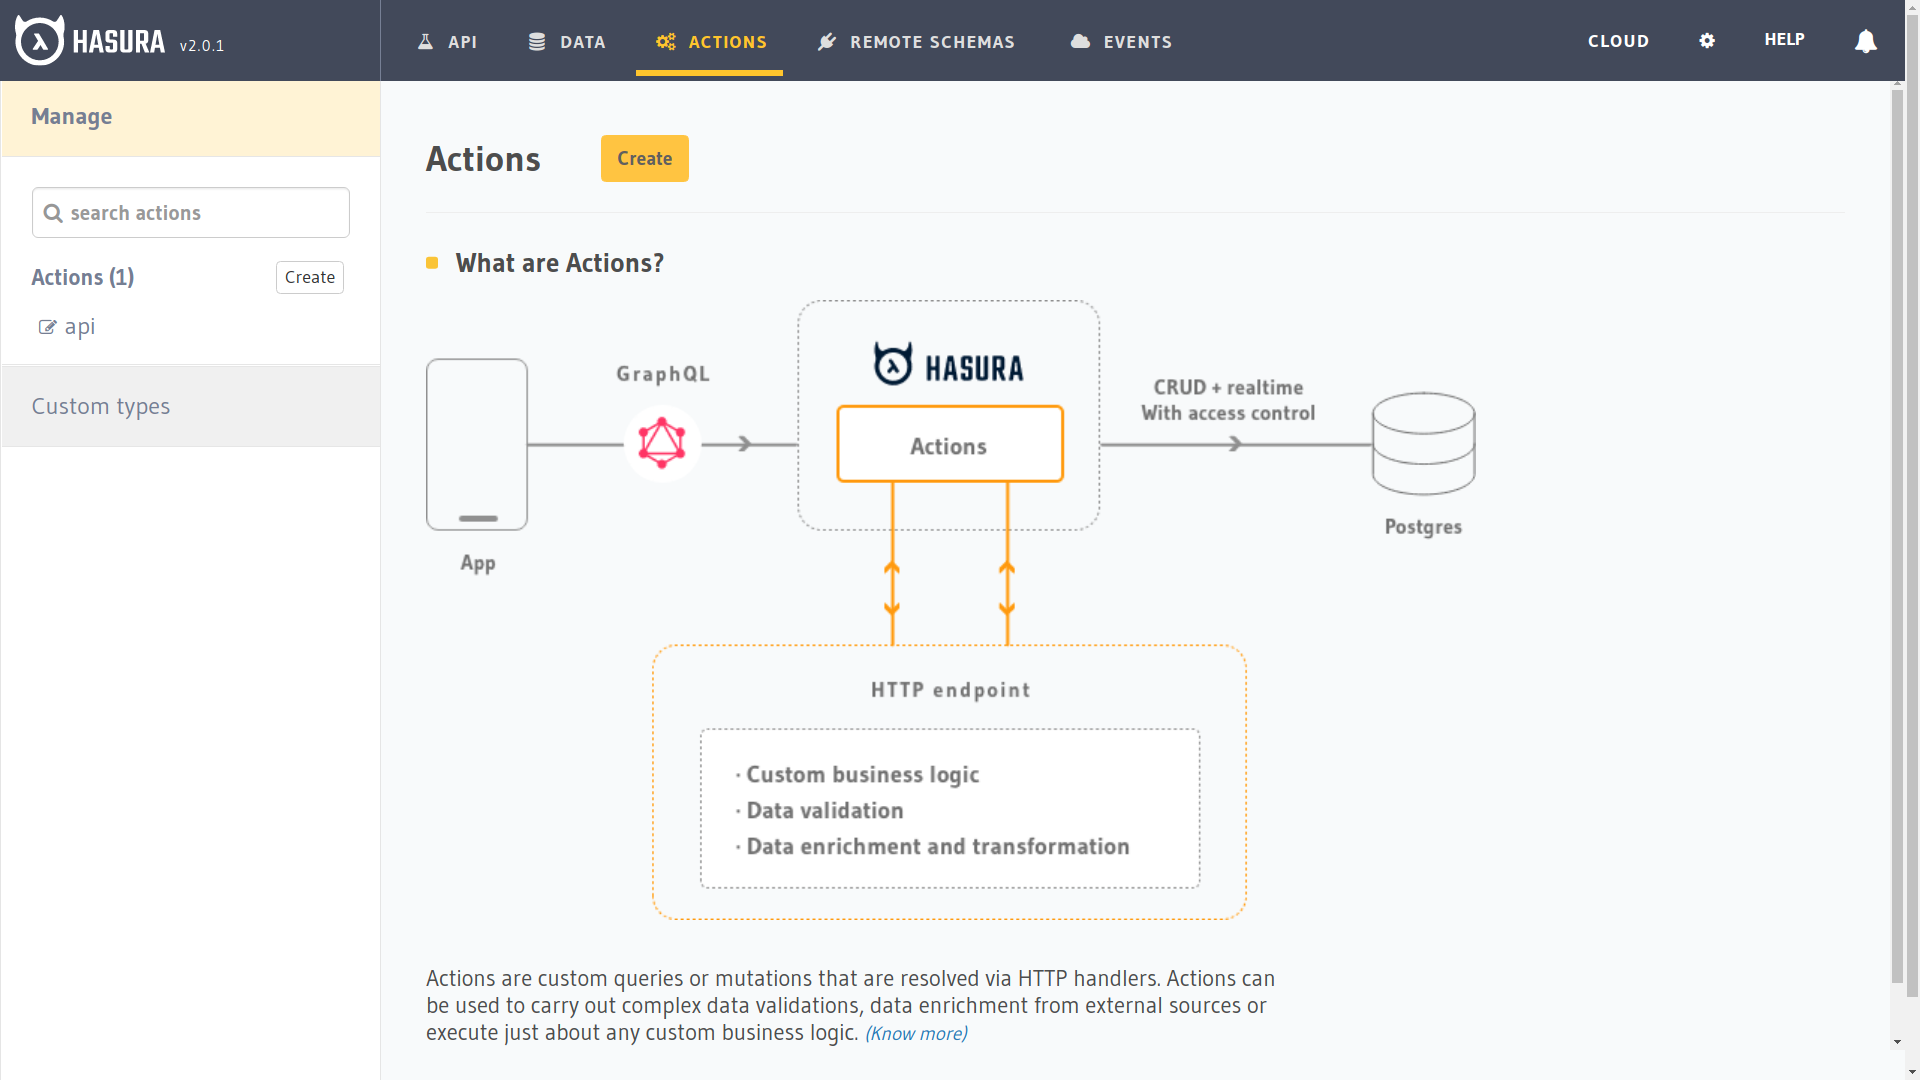 HASURA v2.0.1
API
DATA
ACTIONS
REMOTE SCHEMAS
EVENTS
CLOUD
HELP
Manage
search actions
Actions (1)
Create
api
Custom types
Actions
Create
What are Actions?
GraphQL
HASURA
Actions
CRUD + realtime
With access control
App
Postgres
HTTP endpoint
· Custom business logic
· Data validation
· Data enrichment and transformation
Actions are custom queries or mutations that are resolved via HTTP handlers. Actions can
be used to carry out complex data validations, data enrichment from external sources or
execute just about any custom business logic. (Know more)